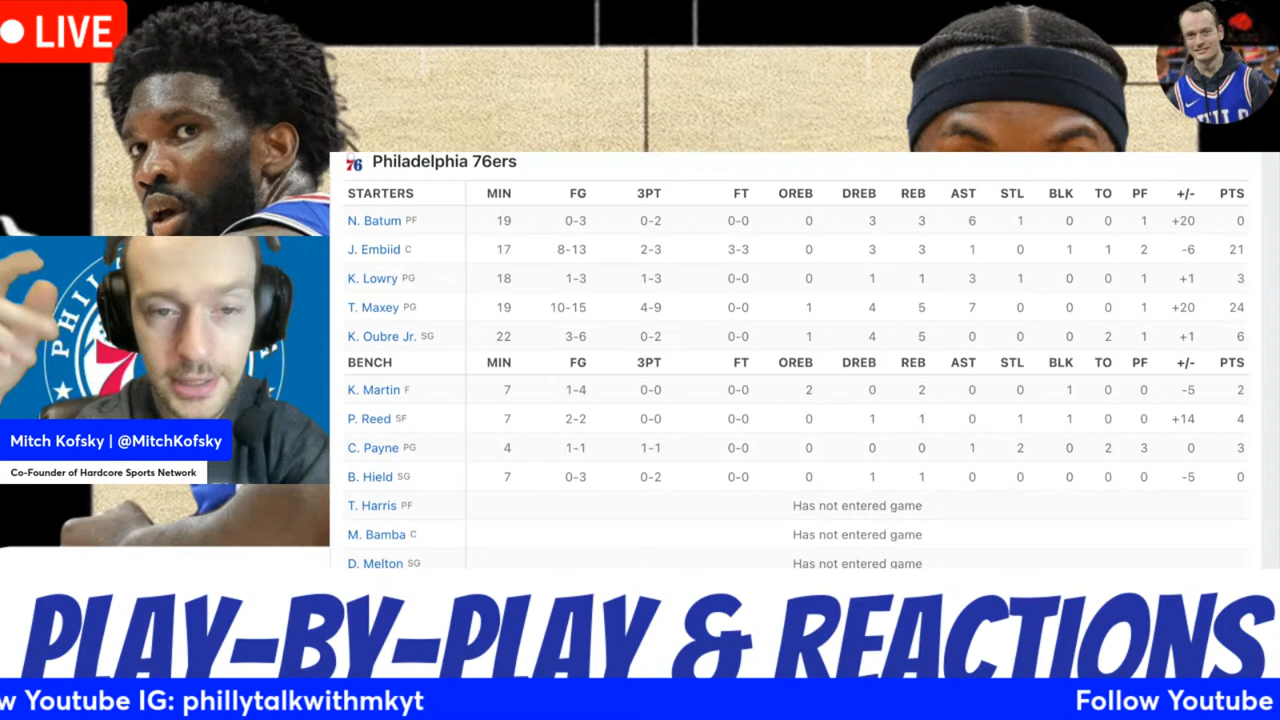 LIVE
76 Philadelphia 76ers
STARTERS MIN FG 3PT FT OREB DREB REB AST STL BLK TO PF +/- PTS
N. Batum PF 19 0-3 0-2 0-0 0 3 3 6 1 0 0 1 +20 0
J. Embiid C 17 8-13 2-3 3-3 0 3 3 1 0 1 1 2 -6 21
K. Lowry PG 18 1-3 1-3 0-0 0 1 1 3 1 0 0 1 +1 3
T. Maxey PG 19 10-15 4-9 0-0 1 4 5 7 0 0 0 1 +20 24
K. Oubre Jr. SG 22 3-6 0-2 0-0 1 4 5 0 0 0 2 1 +1 6
BENCH MIN FG 3PT FT OREB DREB REB AST STL BLK TO PF +/- PTS
K. Martin F 7 1-4 0-0 0-0 2 0 2 0 0 1 0 0 -5 2
P. Reed SF 7 2-2 0-0 0-0 0 1 1 0 1 1 0 0 +14 4
C. Payne PG 4 1-1 1-1 0-0 0 0 0 1 2 0 2 3 0 3
B. Hield SG 7 0-3 0-2 0-0 0 1 1 0 0 0 0 0 -5 0
T. Harris PF Has not entered game
M. Bamba C Has not entered game
D. Melton SG Has not entered game
PHIL
7
Mitch Kofsky | @MitchKofsky
Co-Founder of Hardcore Sports Network
PLAY-BY-PLAY & REACTIONS
w Youtube IG: phillytalkwithmkyt Follow Youtube